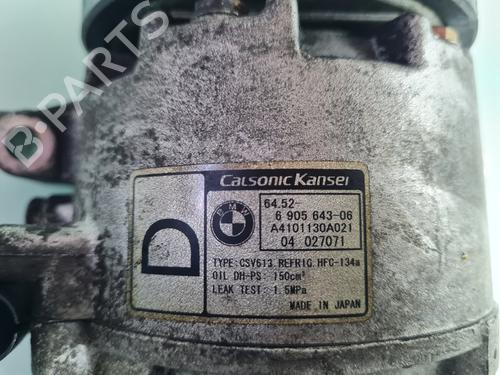 B-PARTS
Calsonic Kansei
D
BMW
64.52-
6 905 643-06
A4101130A021
04 027071
TYPE:CSV613 REFRIG.HFC-134a
OIL DH-PS: 150cm³
LEAK TEST: 1.5MPa
MADE IN JAPAN